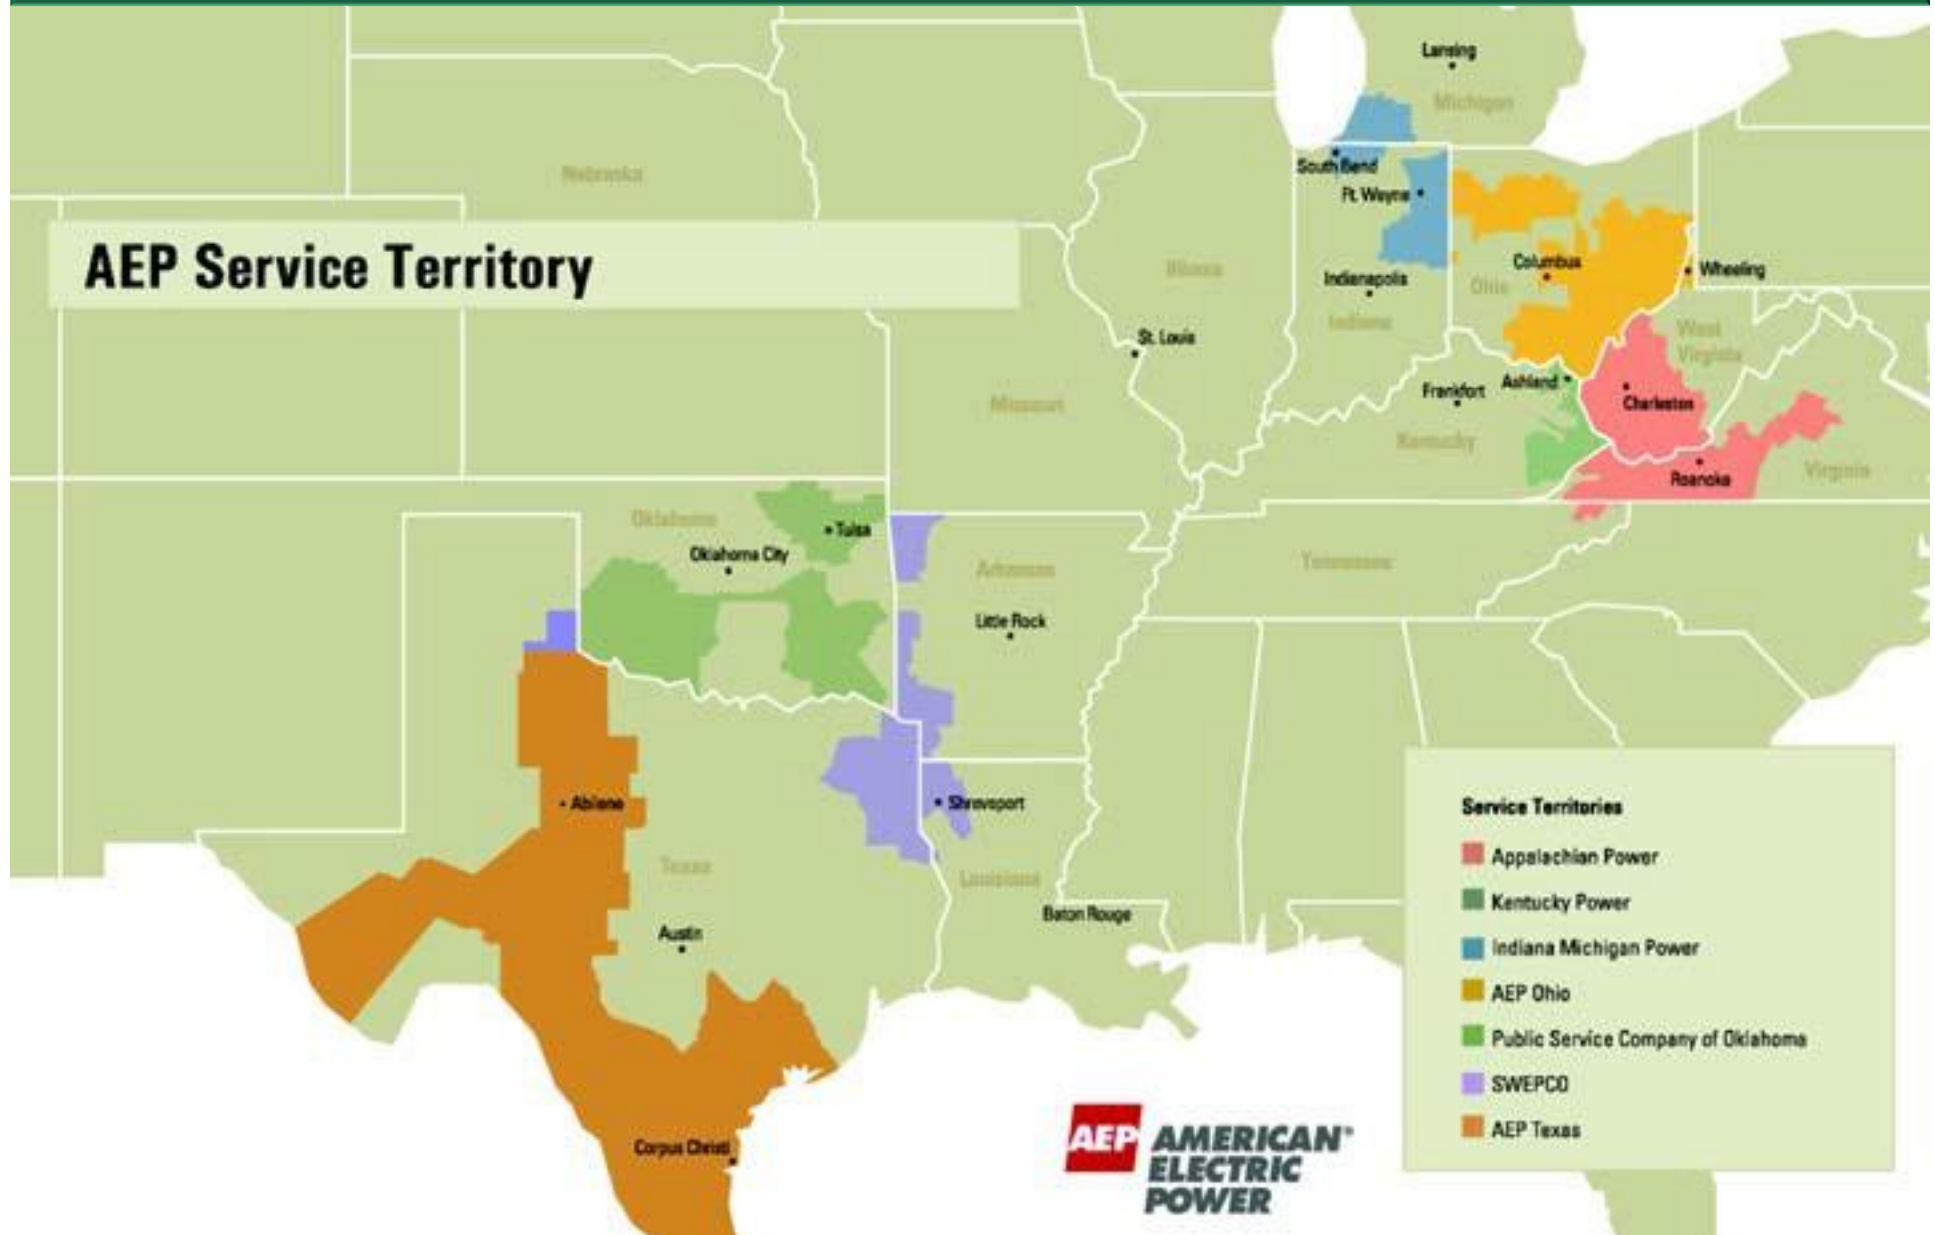 Lansing
Michigan
Nebraska
South Bend
Ft. Wayne
AEP Service Territory
Columbus
Wheeling
Illinois
Indianapolis
Ohio
Indiana
West
Virginia
St. Louis
Ashland
Frankfort
Missouri
Charleston
Kentucky
Roanoke
Virginia
Oklahoma
Tulsa
Oklahoma City
Arkansas
Tennessee
Little Rock
Abilene
Shreveport
Texas
Louisiana
Baton Rouge
Austin
Corpus Christi
Service Territories
Appalachian Power
Kentucky Power
Indiana Michigan Power
AEP Ohio
Public Service Company of Oklahoma
SWEPCO
AEP Texas
AEP AMERICAN®
ELECTRIC
POWER